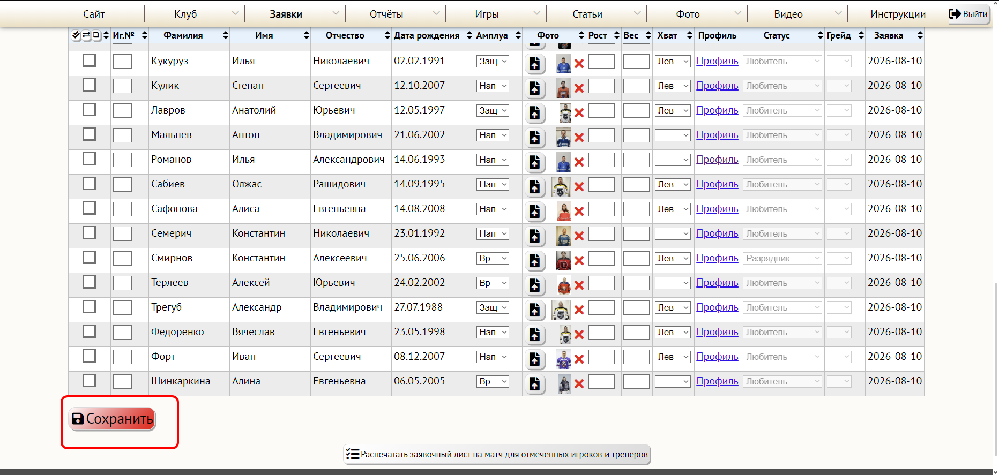 Сайт Клуб Заявки Отчёты Игры Статьи Фото Видео Инструкции Выйти
Иг.№ Фамилия Имя Отчество Дата рождения Амплуа Фото Рост Вес Хват Профиль Статус Грейд Заявка
Кукуруз Илья Николаевич 02.02.1991 Защ Лев Профиль Любитель 2026-08-10
Кулик Степан Сергеевич 12.10.2007 Нап Лев Профиль Любитель 2026-08-10
Лавров Анатолий Юрьевич 12.05.1997 Защ Лев Профиль Любитель 2026-08-10
Мальнев Антон Владимирович 21.06.2002 Нап Профиль Любитель 2026-08-10
Романов Илья Александрович 14.06.1993 Нап Профиль Любитель 2026-08-10
Сабиев Олжас Рашидович 14.09.1995 Нап Лев Профиль Любитель 2026-08-10
Сафонова Алиса Евгеньевна 14.08.2008 Нап Лев Профиль Любитель 2026-08-10
Семерич Константин Николаевич 23.01.1992 Нап Профиль Любитель 2026-08-10
Смирнов Константин Алексеевич 25.06.2006 Вр Лев Профиль Разрядник 2026-08-10
Терлеев Алексей Юрьевич 24.02.2002 Вр Профиль Любитель 2026-08-10
Трегуб Александр Владимирович 27.07.1988 Защ Лев Профиль Любитель 2026-08-10
Федоренко Вячеслав Евгеньевич 23.05.1998 Нап Лев Профиль Любитель 2026-08-10
Форт Иван Сергеевич 08.12.2007 Нап Лев Профиль Любитель 2026-08-10
Шинкаркина Алина Евгеньевна 06.05.2005 Вр Профиль Любитель 2026-08-10
Сохранить
Распечатать заявочный лист на матч для отмеченных игроков и тренеров